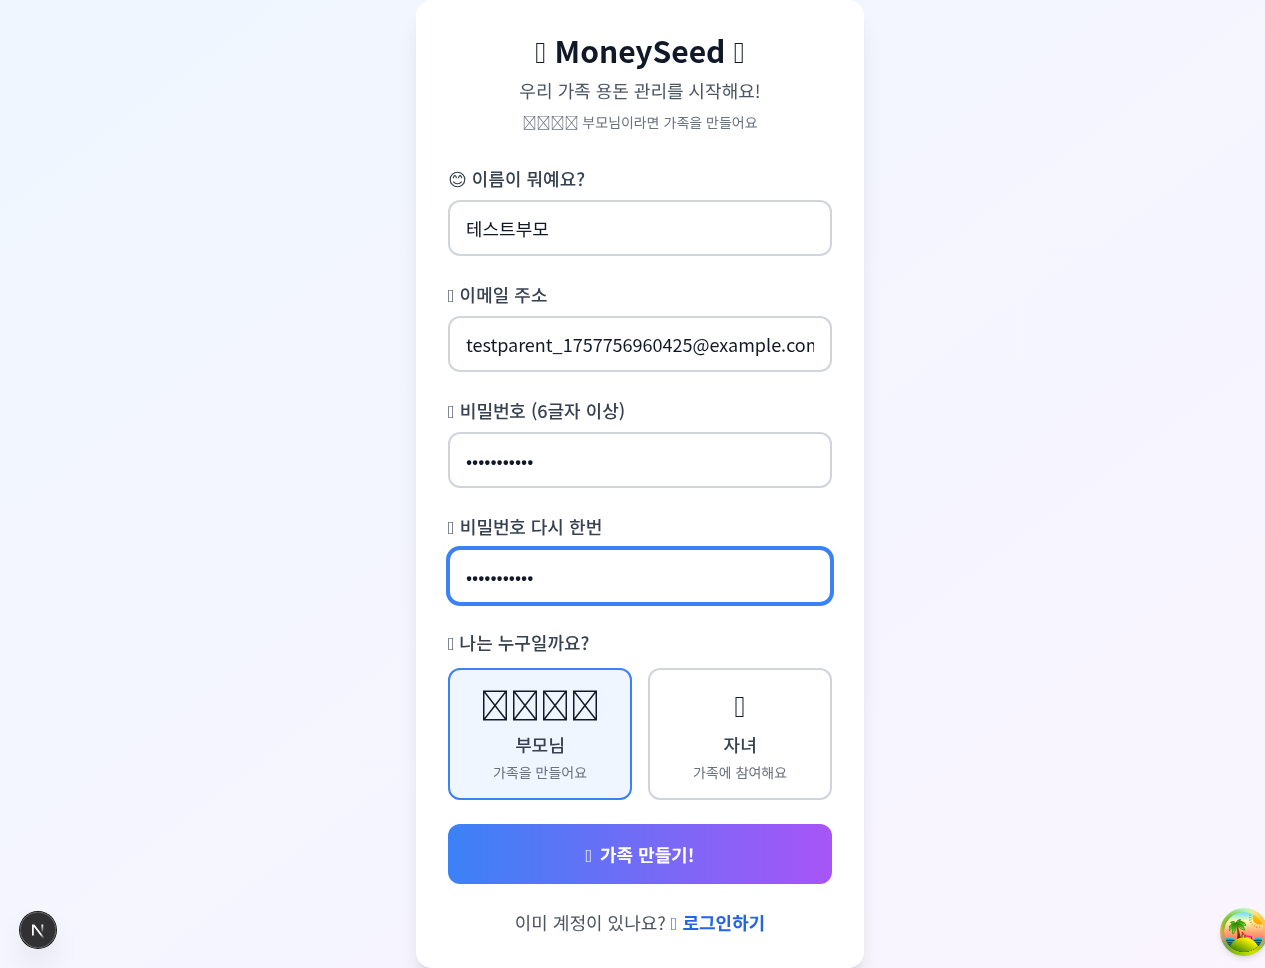 MoneySeed
우리 가족 용돈 관리를 시작해요!
부모님이라면 가족을 만들어요
😊 이름이 뭐예요?
테스트부모
이메일 주소
testparent_1757756960425@example.com
비밀번호 (6글자 이상)
•••••••••••
비밀번호 다시 한번
•••••••••••
나는 누구일까요?
부모님
가족을 만들어요
자녀
가족에 참여해요
가족 만들기!
이미 계정이 있나요? 로그인하기
N